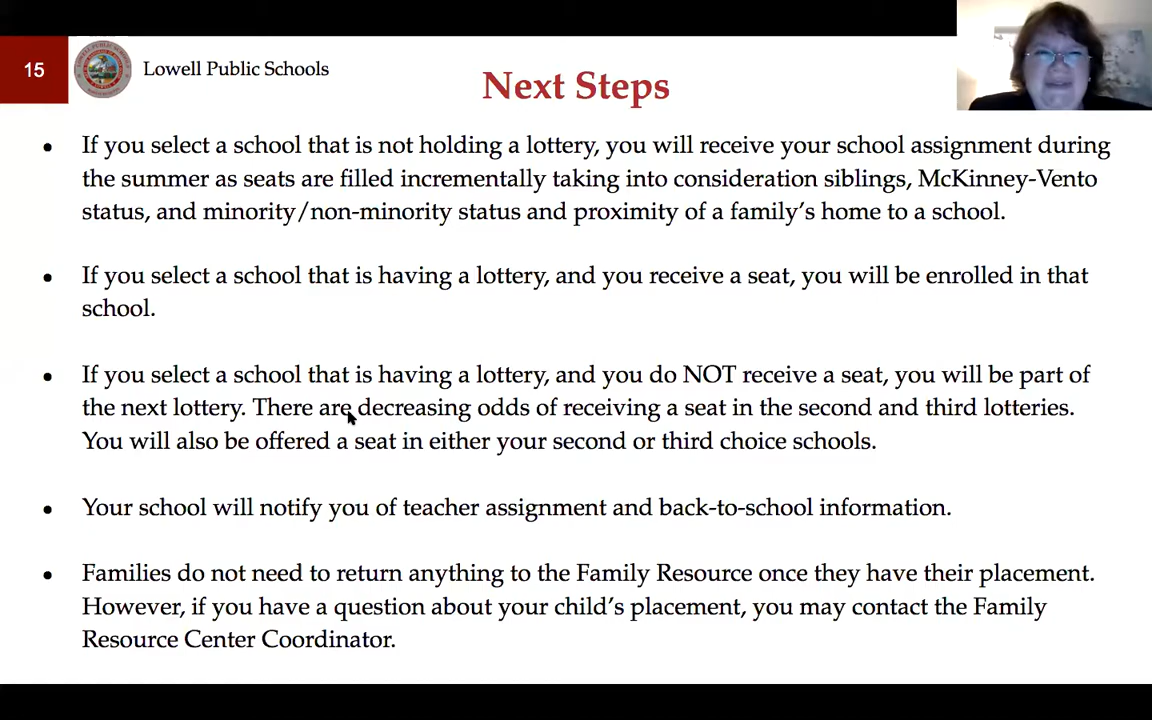 15
Lowell Public Schools
Next Steps
• If you select a school that is not holding a lottery, you will receive your school assignment during
the summer as seats are filled incrementally taking into consideration siblings, McKinney-Vento
status, and minority/non-minority status and proximity of a family's home to a school.
• If you select a school that is having a lottery, and you receive a seat, you will be enrolled in that
school.
• If you select a school that is having a lottery, and you do NOT receive a seat, you will be part of
the next lottery. There are decreasing odds of receiving a seat in the second and third lotteries.
You will also be offered a seat in either your second or third choice schools.
• Your school will notify you of teacher assignment and back-to-school information.
• Families do not need to return anything to the Family Resource once they have their placement.
However, if you have a question about your child's placement, you may contact the Family
Resource Center Coordinator.